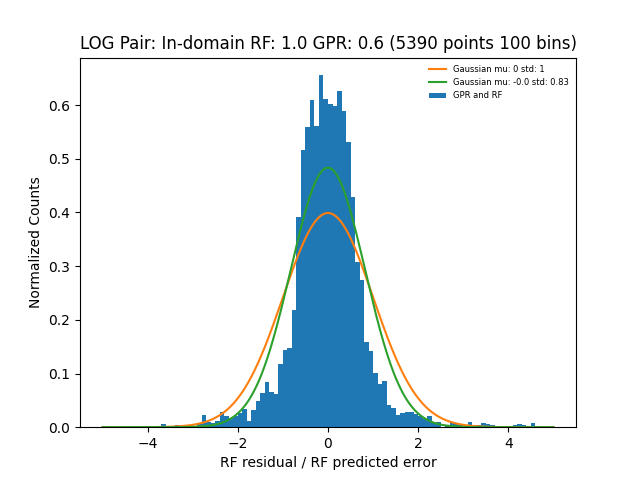 LOG Pair: In-domain RF: 1.0 GPR: 0.6 (5390 points 100 bins)
Gaussian mu: 0 std: 1
Gaussian mu: -0.0 std: 0.83
GPR and RF
Normalized Counts
0.6
0.5
0.4
0.3
0.2
0.1
0.0
−4 −2 0 2 4
RF residual / RF predicted error